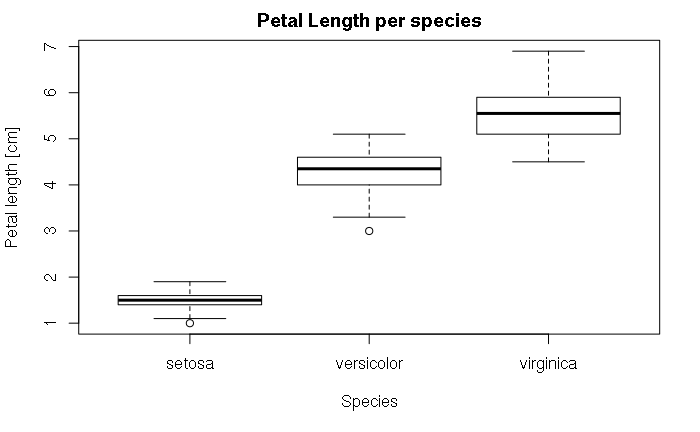 Petal Length per species
Petal length [cm]
7
6
5
4
3
2
1
setosa versicolor virginica
Species